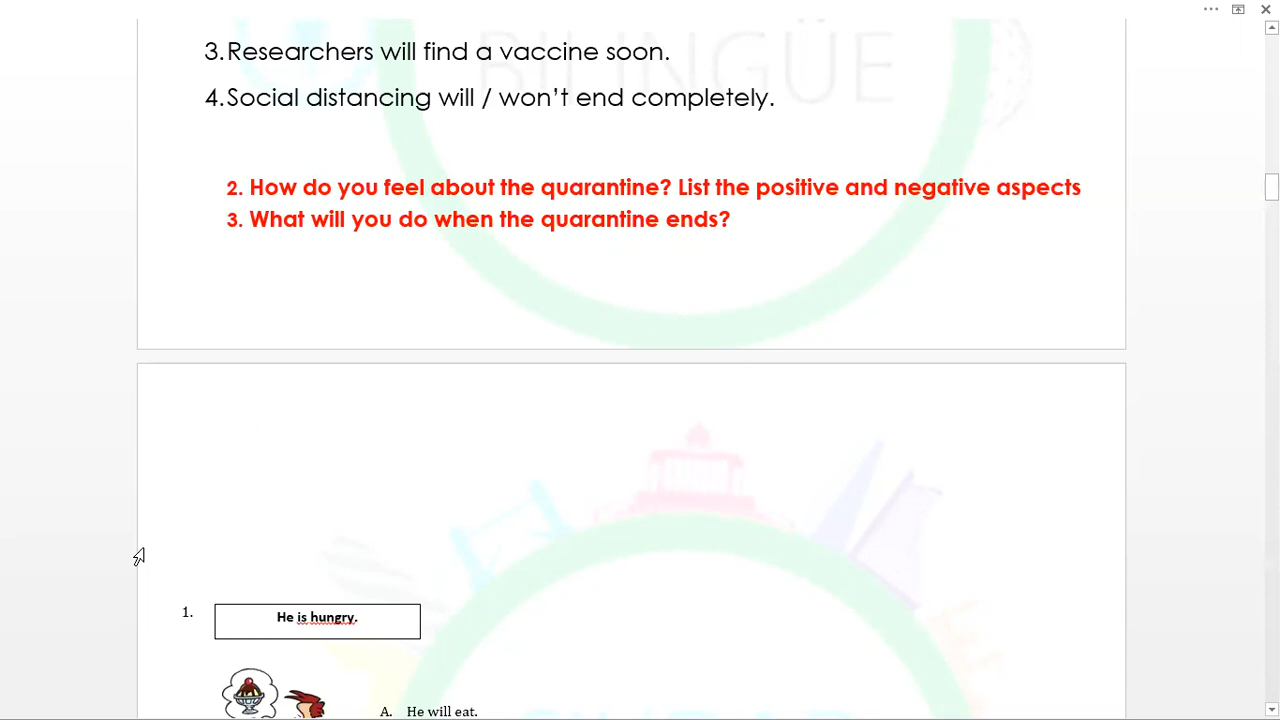 BILINGÜE
3.Researchers will find a vaccine soon.
4.Social distancing will / won't end completely.
2. How do you feel about the quarantine? List the positive and negative aspects
3. What will you do when the quarantine ends?
1.
He is hungry.
A. He will eat.